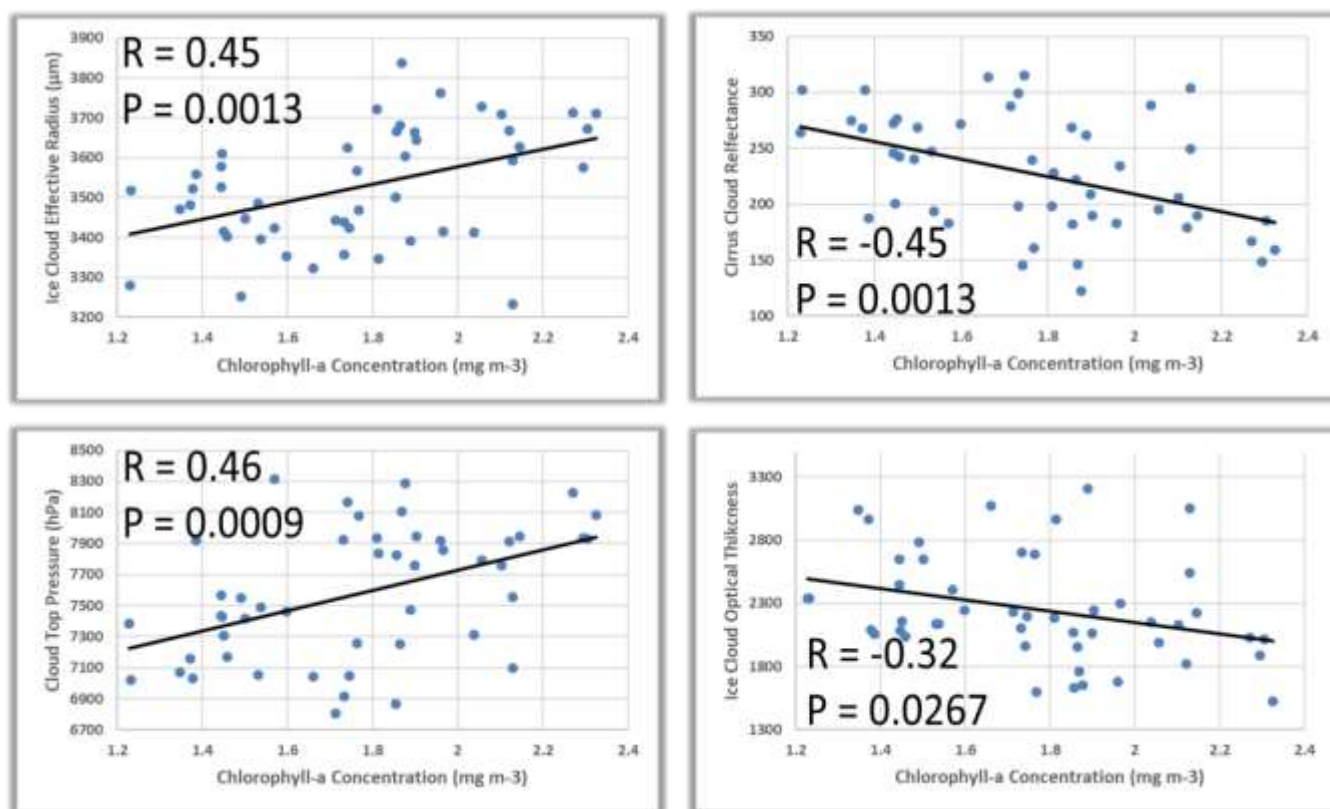 R = 0.45
P = 0.0013
Ice Cloud Effective Radius (µm)
3900
3800
3700
3600
3500
3400
3300
3200
1.2 1.4 1.6 1.8 2 2.2 2.4
Chlorophyll-a Concentration (mg m-3)
R = -0.45
P = 0.0013
Cirrus Cloud Relfectance
350
300
250
200
150
100
1.2 1.4 1.6 1.8 2 2.2 2.4
Chlorophyll-a Concentration (mg m-3)
R = 0.46
P = 0.0009
Cloud Top Pressure (hPa)
8500
8300
8100
7900
7700
7500
7300
7100
6900
6700
1.2 1.4 1.6 1.8 2 2.2 2.4
Chlorophyll-a Concentration (mg m-3)
R = -0.32
P = 0.0267
Ice Cloud Optical Thikcness
3300
2800
2300
1800
1300
1.2 1.4 1.6 1.8 2 2.2 2.4
Chlorophyll-a Concentration (mg m-3)